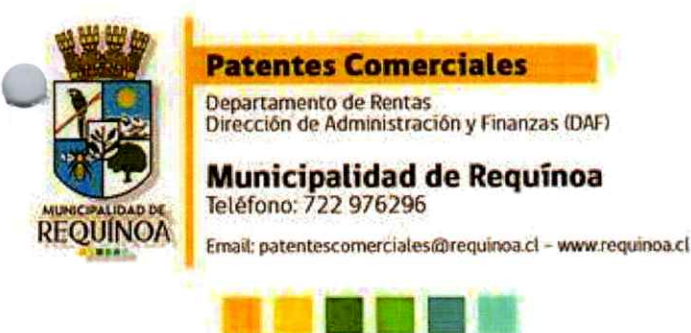 Patentes Comerciales
Departamento de Rentas
Dirección de Administración y Finanzas (DAF)
Municipalidad de Requínoa
Teléfono: 722 976296
Email: patentescomerciales@requinoa.cl - www.requinoa.cl
MUNICIPALIDAD DE
REQUÍNOA